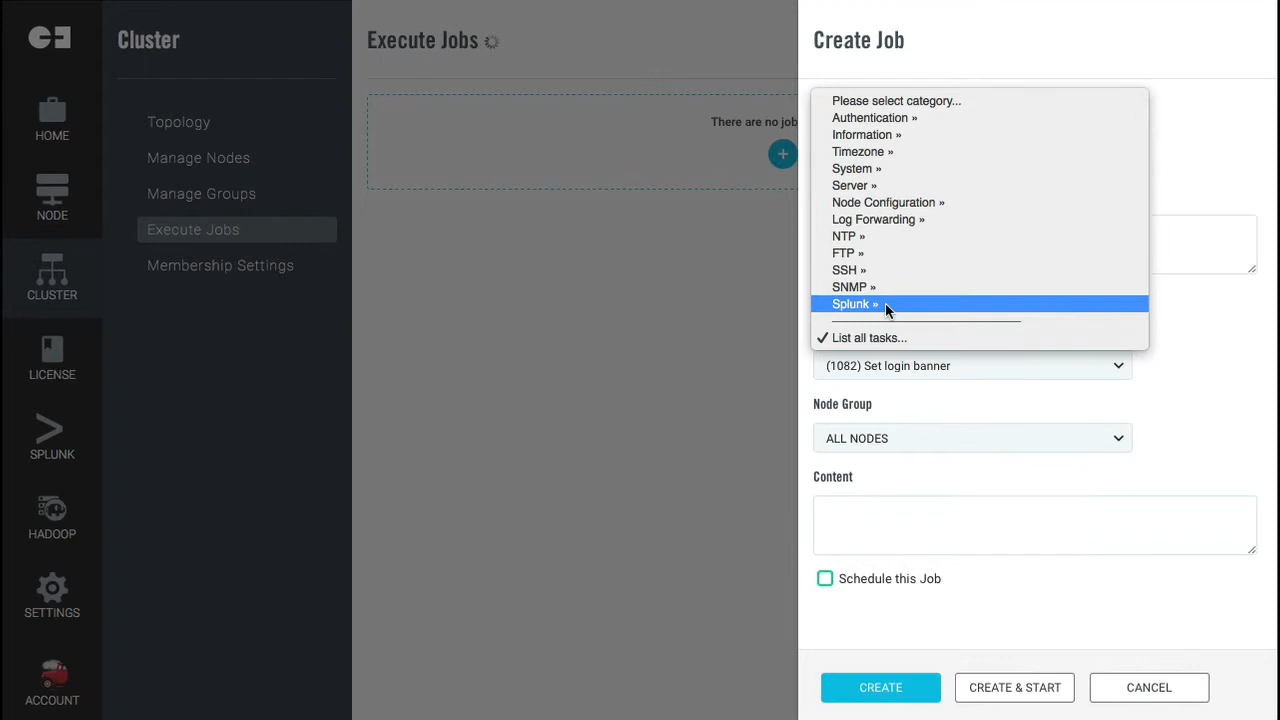 HOME
NODE
CLUSTER
LICENSE
SPLUNK
HADOOP
SETTINGS
ACCOUNT
Cluster
Topology
Manage Nodes
Manage Groups
Execute Jobs
Membership Settings
Execute Jobs
There are no job
+
Create Job
Please select category...
Authentication »
Information »
Timezone »
System »
Server »
Node Configuration »
Log Forwarding »
NTP »
FTP »
SSH »
SNMP »
Splunk »
✓ List all tasks...
(1082) Set login banner
Node Group
ALL NODES
Content
Schedule this Job
CREATE
CREATE & START
CANCEL